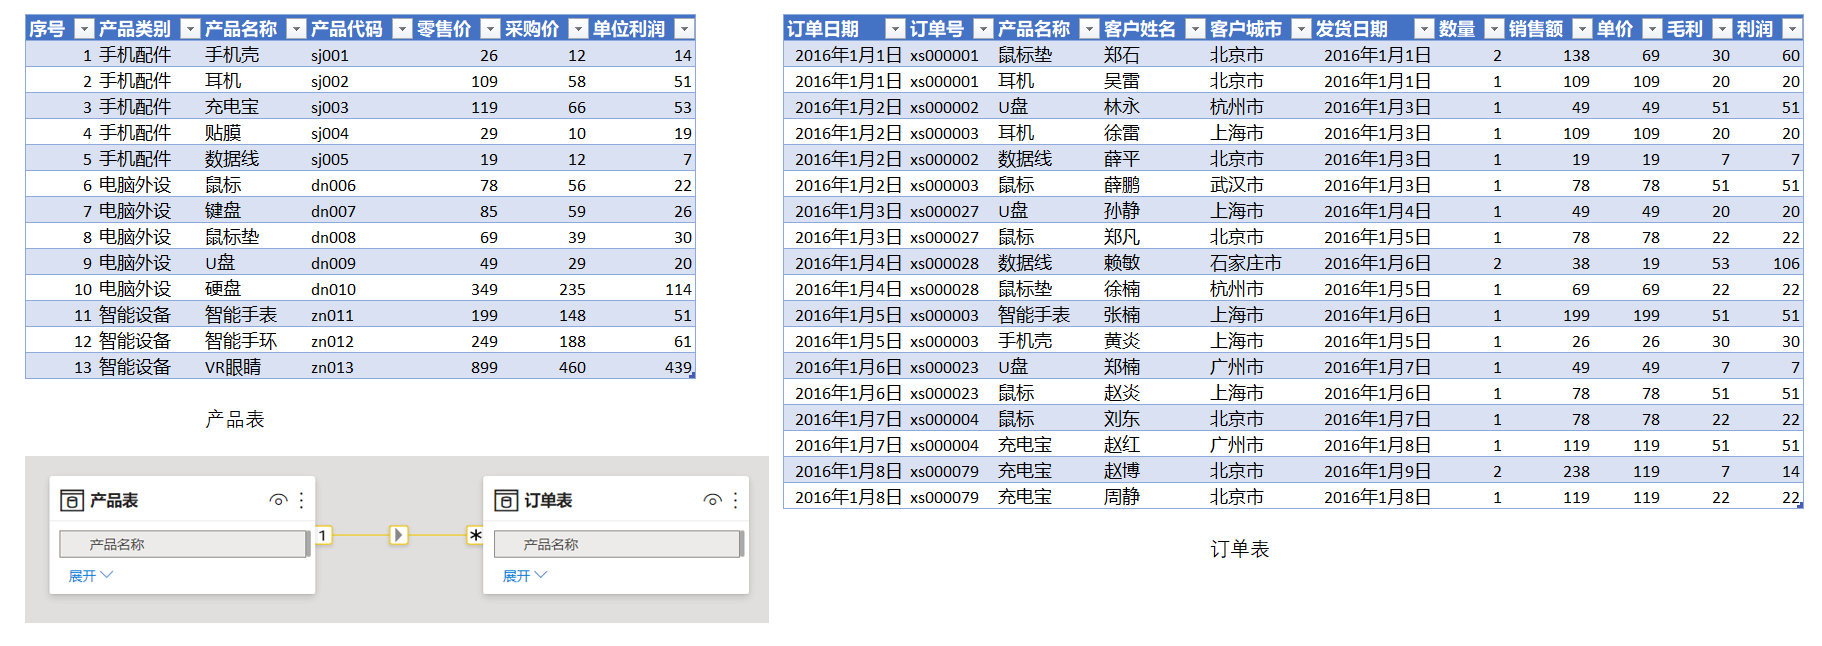 序号 产品类别 产品名称 产品代码 零售价 采购价 单位利润
1 手机配件 手机壳 sj001 26 12 14
2 手机配件 耳机 sj002 109 58 51
3 手机配件 充电宝 sj003 119 66 53
4 手机配件 贴膜 sj004 29 10 19
5 手机配件 数据线 sj005 19 12 7
6 电脑外设 鼠标 dn006 78 56 22
7 电脑外设 键盘 dn007 85 59 26
8 电脑外设 鼠标垫 dn008 69 39 30
9 电脑外设 U盘 dn009 49 29 20
10 电脑外设 硬盘 dn010 349 235 114
11 智能设备 智能手表 zn011 199 148 51
12 智能设备 智能手环 zn012 249 188 61
13 智能设备 VR眼睛 zn013 899 460 439
产品表
产品表
产品名称
展开
1
*
订单表
产品名称
展开
订单日期 订单号 产品名称 客户姓名 客户城市 发货日期 数量 销售额 单价 毛利 利润
2016年1月1日 xs000001 鼠标垫 郑石 北京市 2016年1月1日 2 138 69 30 60
2016年1月1日 xs000001 耳机 吴雷 北京市 2016年1月1日 1 109 109 20 20
2016年1月2日 xs000002 U盘 林永 杭州市 2016年1月3日 1 49 49 51 51
2016年1月2日 xs000003 耳机 徐雷 上海市 2016年1月3日 1 109 109 20 20
2016年1月2日 xs000002 数据线 薛平 北京市 2016年1月3日 1 19 19 7 7
2016年1月2日 xs000003 鼠标 薛鹏 武汉市 2016年1月3日 1 78 78 51 51
2016年1月3日 xs000027 U盘 孙静 上海市 2016年1月4日 1 49 49 20 20
2016年1月3日 xs000027 鼠标 郑凡 北京市 2016年1月5日 1 78 78 22 22
2016年1月4日 xs000028 数据线 赖敏 石家庄市 2016年1月6日 2 38 19 53 106
2016年1月4日 xs000028 鼠标垫 徐楠 杭州市 2016年1月5日 1 69 69 22 22
2016年1月5日 xs000003 智能手表 张楠 上海市 2016年1月6日 1 199 199 51 51
2016年1月5日 xs000003 手机壳 黄炎 上海市 2016年1月5日 1 26 26 30 30
2016年1月6日 xs000023 U盘 郑楠 广州市 2016年1月7日 1 49 49 7 7
2016年1月6日 xs000023 鼠标 赵炎 上海市 2016年1月6日 1 78 78 51 51
2016年1月7日 xs000004 鼠标 刘东 北京市 2016年1月7日 1 78 78 22 22
2016年1月7日 xs000004 充电宝 赵红 广州市 2016年1月8日 1 119 119 51 51
2016年1月8日 xs000079 充电宝 赵博 北京市 2016年1月9日 2 238 119 7 14
2016年1月8日 xs000079 充电宝 周静 北京市 2016年1月8日 1 119 119 22 22
订单表